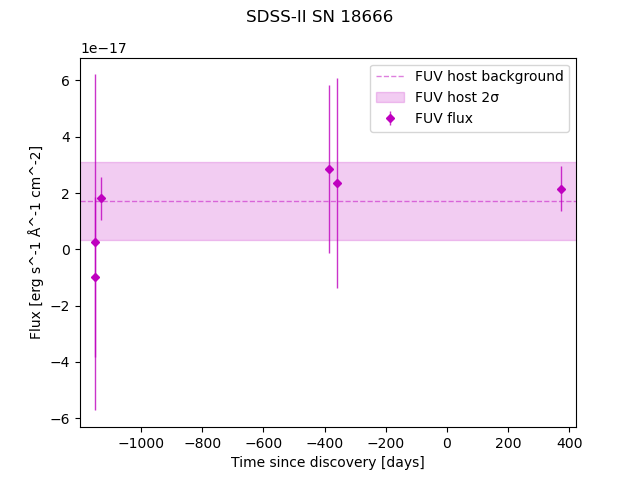 SDSS-II SN 18666
1e−17
FUV host background
FUV host 2σ
FUV flux
6
4
2
0
−2
−4
−6
Flux [erg s^-1 Å^-1 cm^-2]
−1000 −800 −600 −400 −200 0 200 400
Time since discovery [days]